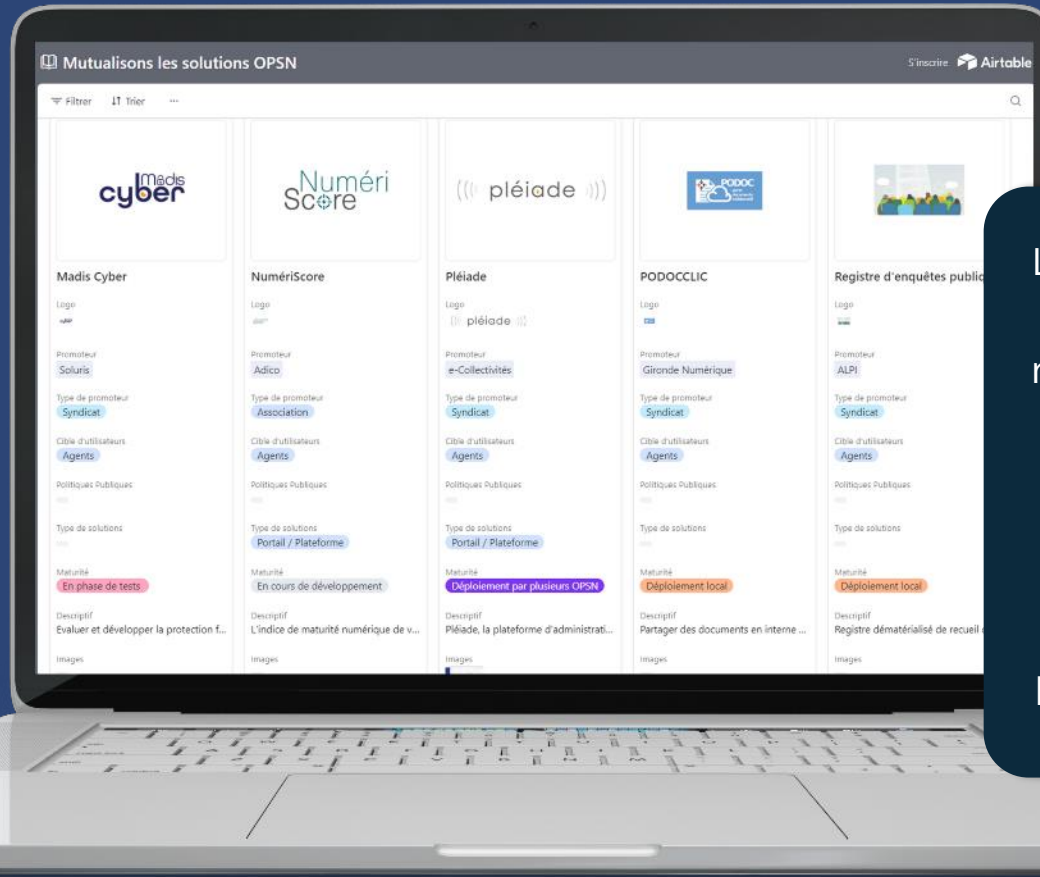 Mutualisons les solutions OPSN
S'inscrire Airtable
Filtrer Trier ...
Madis cyber
Numéri Score
((( pléiade )))
PODOC
Madis Cyber
NumériScore
Pléiade
PODOCCLIC
Registre d'enquêtes public
Logo Logo Logo Logo Logo
((( pléiade )))
Promoteur Promoteur Promoteur Promoteur Promoteur
Soluris Adico e-Collectivités Gironde Numérique ALPI
Type de promoteur Type de promoteur Type de promoteur Type de promoteur Type de promoteur
Syndicat Association Syndicat Syndicat Syndicat
Cible d'utilisateurs Cible d'utilisateurs Cible d'utilisateurs Cible d'utilisateurs Cible d'utilisateurs
Agents Agents Agents Agents Agents
Politiques Publiques Politiques Publiques Politiques Publiques Politiques Publiques Politiques Publiques
Type de solutions Type de solutions Type de solutions Type de solutions Type de solutions
Portail / Plateforme Portail / Plateforme
Maturité Maturité Maturité Maturité Maturité
En phase de tests En cours de développement Déploiement par plusieurs OPSN Déploiement local Déploiement local
Descriptif Descriptif Descriptif Descriptif Descriptif
Evaluer et développer la protection f... L'indice de maturité numérique de v... Pléiade, la plateforme d'administrati... Partager des documents en interne ... Registre dématérialisé de recueil
Images Images Images Images Images